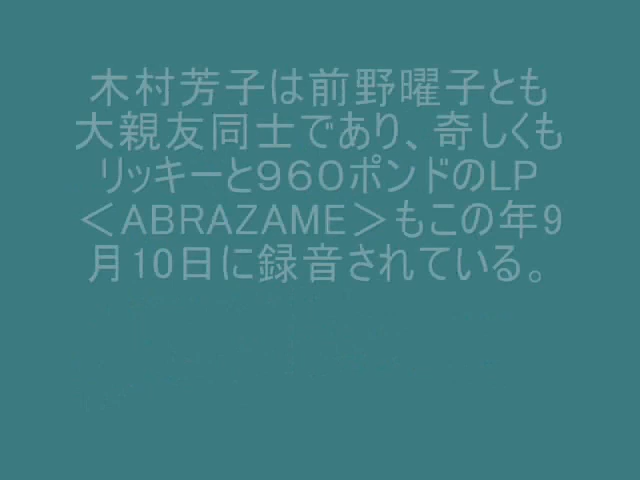 木村芳子は前野曜子とも
大親友同士であり、奇しくも
リッキーと９６０ポンドのLP
＜ABRAZAME＞もこの年9
月10日に録音されている。